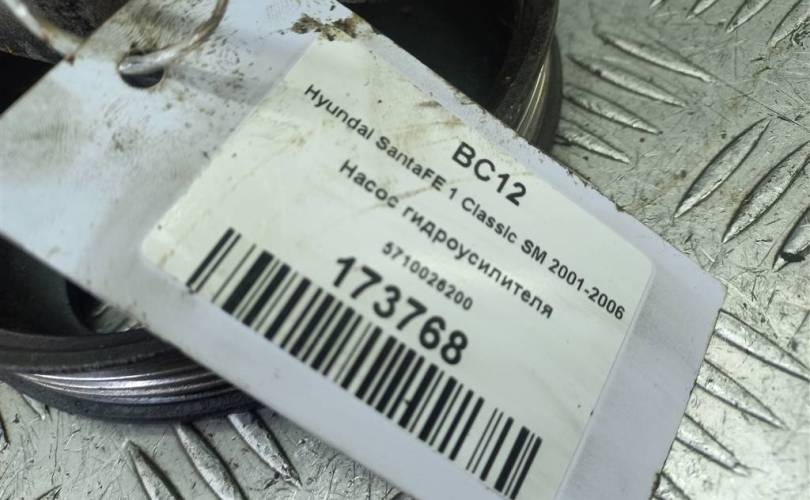 BC12
Hyundai SantaFE 1 Classic SM 2001-2006
Насос гидроусилителя
5710026200
173768